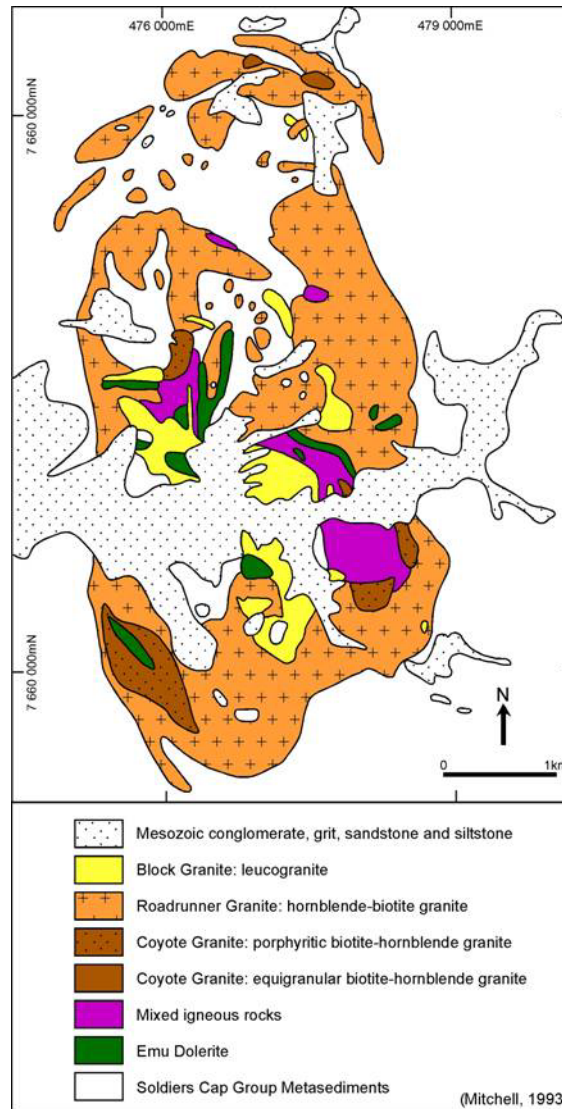 476 000mE
479 000mE
7 660 000mN
7 660 000mN
N
0
1km
Mesozoic conglomerate, grit, sandstone and siltstone
Block Granite: leucogranite
Roadrunner Granite: hornblende-biotite granite
Coyote Granite: porphyritic biotite-hornblende granite
Coyote Granite: equigranular biotite-hornblende granite
Mixed igneous rocks
Emu Dolerite
Soldiers Cap Group Metasediments
(Mitchell, 1993